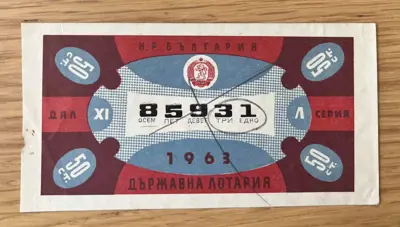 Н.Р. БЪЛГАРИЯ
50 СТ.
50 СТ.
85931
ДЯЛ XI
ОСЕМ ПЕТ ДЕВЕТ ТРИ ЕДНО
Л СЕРИЯ
1963
50 СТ.
50 СТ.
ДЪРЖАВНА ЛОТАРИЯ